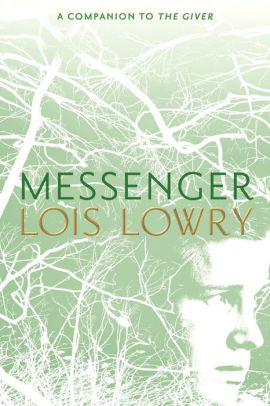 A COMPANION TO THE GIVER
MESSENGER
LOIS LOWRY